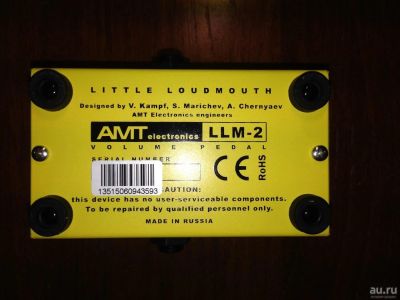 LITTLE LOUDMOUTH
Designed by V. Kampf, S. Marichev, A. Chernyaev
AMT Electronics engineers
AMT electronics LLM-2
VOLUME PEDAL
SERIAL NUMBER
CE RoHS
13515060943593
CAUTION:
this device has no user-serviceable components.
To be repaired by qualified personnel only.
MADE IN RUSSIA
au.ru